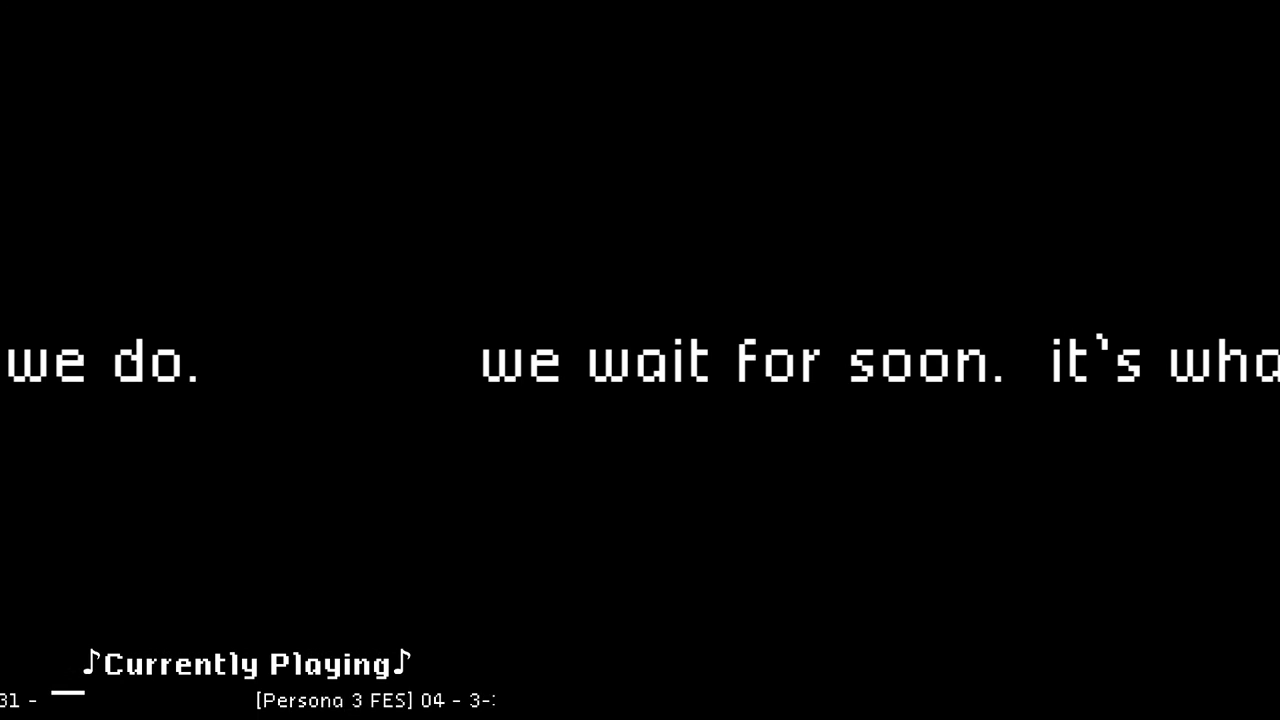 we do. we wait for soon. it`s wha
♪Currently Playing♪
31 - [Persona 3 FES] 04 - 3-